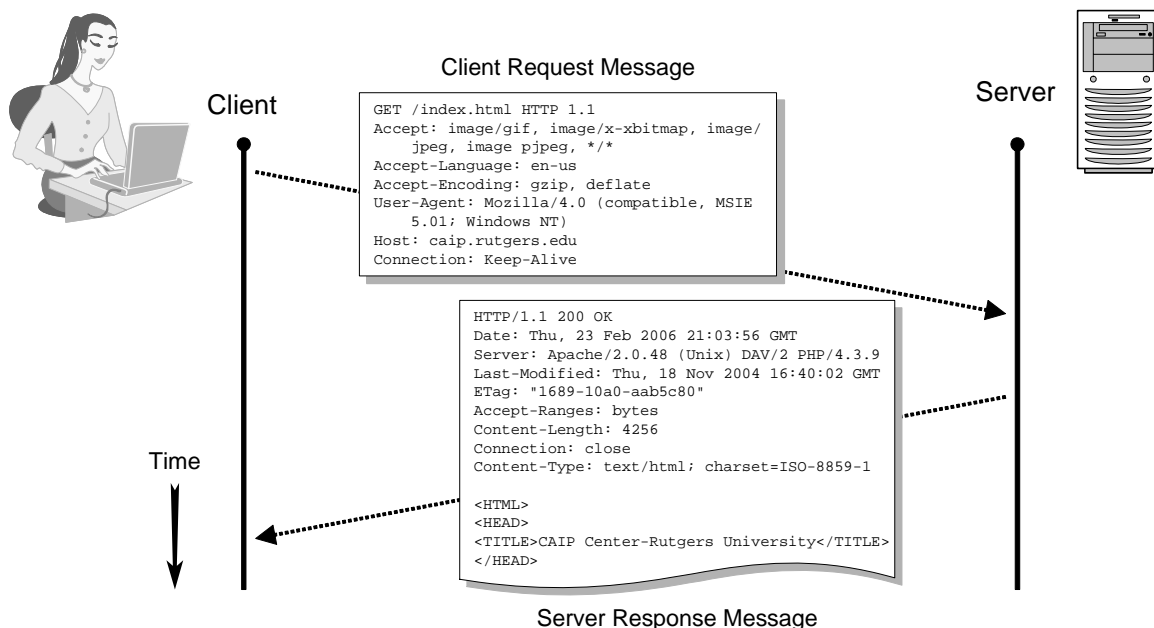 Client Request Message
Client
Server
GET /index.html HTTP 1.1
Accept: image/gif, image/x-xbitmap, image/
jpeg, image pjpeg, */*
Accept-Language: en-us
Accept-Encoding: gzip, deflate
User-Agent: Mozilla/4.0 (compatible, MSIE
5.01; Windows NT)
Host: caip.rutgers.edu
Connection: Keep-Alive
HTTP/1.1 200 OK
Date: Thu, 23 Feb 2006 21:03:56 GMT
Server: Apache/2.0.48 (Unix) DAV/2 PHP/4.3.9
Last-Modified: Thu, 18 Nov 2004 16:40:02 GMT
ETag: "1689-10a0-aab5c80"
Accept-Ranges: bytes
Content-Length: 4256
Connection: close
Content-Type: text/html; charset=ISO-8859-1
<HTML>
<HEAD>
<TITLE>CAIP Center-Rutgers University</TITLE>
</HEAD>
Time
Server Response Message